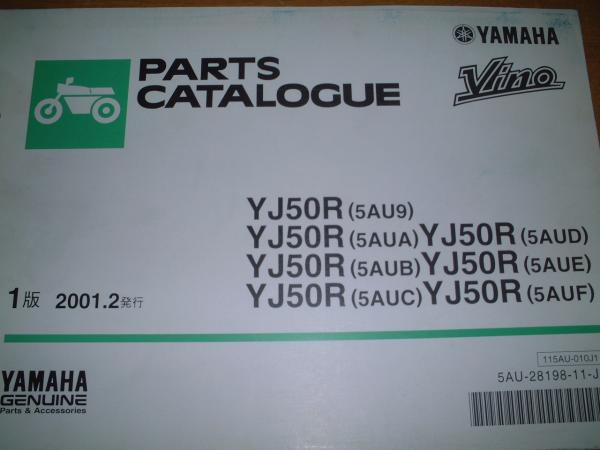 YAMAHA
Vino
PARTS
CATALOGUE
YJ50R (5AU9)
YJ50R (5AUA) YJ50R (5AUD)
YJ50R (5AUB) YJ50R (5AUE)
YJ50R (5AUC) YJ50R (5AUF)
1版 2001.2発行
115AU-010J1
5AU-28198-11-J
YAMAHA
GENUINE
Parts & Accessories